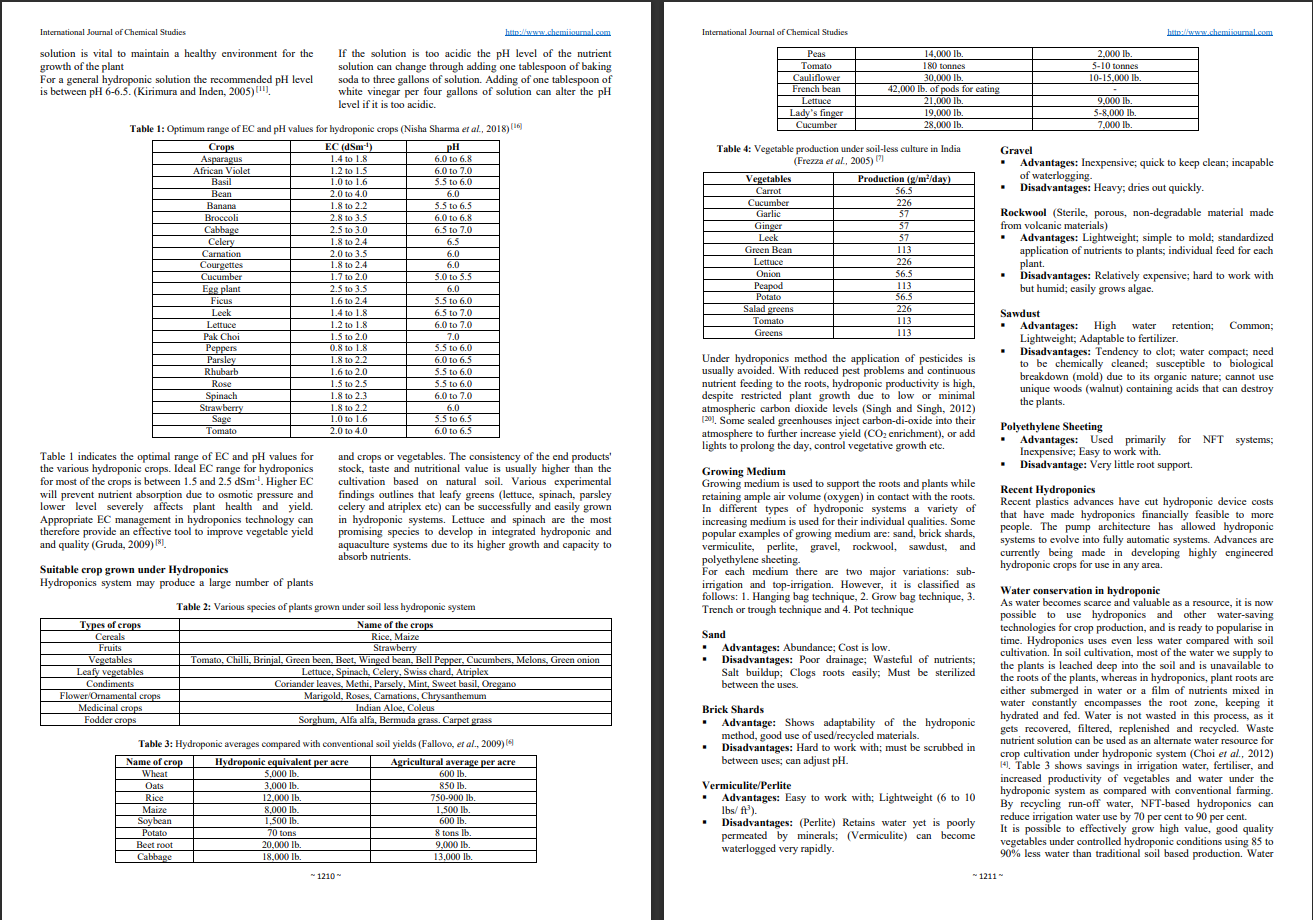 International Journal of Chemical Studies http://www.chemijournal.com
solution is vital to maintain a healthy environment for the
growth of the plant
For a general hydroponic solution the recommended pH level
is between pH 6-6.5. (Kirimura and Inden, 2005) [11].
If the solution is too acidic the pH level of the nutrient
solution can change through adding one tablespoon of baking
soda to three gallons of solution. Adding of one tablespoon of
white vinegar per four gallons of solution can alter the pH
level if it is too acidic.
Table 1: Optimum range of EC and pH values for hydroponic crops (Nisha Sharma et al., 2018) [16]
Crops EC (dSm-1) pH
Asparagus 1.4 to 1.8 6.0 to 6.8
African Violet 1.2 to 1.5 6.0 to 7.0
Basil 1.0 to 1.6 5.5 to 6.0
Bean 2.0 to 4.0 6.0
Banana 1.8 to 2.2 5.5 to 6.5
Broccoli 2.8 to 3.5 6.0 to 6.8
Cabbage 2.5 to 3.0 6.5 to 7.0
Celery 1.8 to 2.4 6.5
Carnation 2.0 to 3.5 6.0
Courgettes 1.8 to 2.4 6.0
Cucumber 1.7 to 2.0 5.0 to 5.5
Egg plant 2.5 to 3.5 6.0
Ficus 1.6 to 2.4 5.5 to 6.0
Leek 1.4 to 1.8 6.5 to 7.0
Lettuce 1.2 to 1.8 6.0 to 7.0
Pak Choi 1.5 to 2.0 7.0
Peppers 0.8 to 1.8 5.5 to 6.0
Parsley 1.8 to 2.2 6.0 to 6.5
Rhubarb 1.6 to 2.0 5.5 to 6.0
Rose 1.5 to 2.5 5.5 to 6.0
Spinach 1.8 to 2.3 6.0 to 7.0
Strawberry 1.8 to 2.2 6.0
Sage 1.0 to 1.6 5.5 to 6.5
Tomato 2.0 to 4.0 6.0 to 6.5
Table 1 indicates the optimal range of EC and pH values for
the various hydroponic crops. Ideal EC range for hydroponics
for most of the crops is between 1.5 and 2.5 dSm-1. Higher EC
will prevent nutrient absorption due to osmotic pressure and
lower level severely affects plant health and yield.
Appropriate EC management in hydroponics technology can
therefore provide an effective tool to improve vegetable yield
and quality (Gruda, 2009) [8].
Suitable crop grown under Hydroponics
Hydroponics system may produce a large number of plants
and crops or vegetables. The consistency of the end products'
stock, taste and nutritional value is usually higher than the
cultivation based on natural soil. Various experimental
findings outlines that leafy greens (lettuce, spinach, parsley
celery and atriplex etc) can be successfully and easily grown
in hydroponic systems. Lettuce and spinach are the most
promising species to develop in integrated hydroponic and
aquaculture systems due to its higher growth and capacity to
absorb nutrients.
Table 2: Various species of plants grown under soil less hydroponic system
Types of crops Name of the crops
Cereals Rice, Maize
Fruits Strawberry
Vegetables Tomato, Chilli, Brinjal, Green been, Beet, Winged bean, Bell Pepper, Cucumbers, Melons, Green onion
Leafy vegetables Lettuce, Spinach, Celery, Swiss chard, Atriplex
Condiments Coriander leaves, Methi, Parsely, Mint, Sweet basil, Oregano
Flower/Ornamental crops Marigold, Roses, Carnations, Chrysanthemum
Medicinal crops Indian Aloe, Coleus
Fodder crops Sorghum, Alfa alfa, Bermuda grass. Carpet grass
Table 3: Hydroponic averages compared with conventional soil yields (Fallovo, et al., 2009) [6]
Name of crop Hydroponic equivalent per acre Agricultural average per acre
Wheat 5,000 lb. 600 lb.
Oats 3,000 lb. 850 lb.
Rice 12,000 lb. 750-900 lb.
Maize 8,000 lb. 1,500 lb.
Soybean 1,500 lb. 600 lb.
Potato 70 tons 8 tons lb.
Beet root 20,000 lb. 9,000 lb.
Cabbage 18,000 lb. 13,000 lb.
~ 1210 ~
International Journal of Chemical Studies http://www.chemijournal.com
Peas 14,000 lb. 2,000 lb.
Tomato 180 tonnes 5-10 tonnes
Cauliflower 30,000 lb. 10-15,000 lb.
French bean 42,000 lb. of pods for eating -
Lettuce 21,000 lb. 9,000 lb.
Lady's finger 19,000 lb. 5-8,000 lb.
Cucumber 28,000 lb. 7,000 lb.
Table 4: Vegetable production under soil-less culture in India
(Frezza et al., 2005) [7]
Vegetables Production (g/m2/day)
Carrot 56.5
Cucumber 226
Garlic 57
Ginger 57
Leek 57
Green Bean 113
Lettuce 226
Onion 56.5
Peapod 113
Potato 56.5
Salad greens 226
Tomato 113
Greens 113
Under hydroponics method the application of pesticides is
usually avoided. With reduced pest problems and continuous
nutrient feeding to the roots, hydroponic productivity is high,
despite restricted plant growth due to low or minimal
atmospheric carbon dioxide levels (Singh and Singh, 2012)
[20]. Some sealed greenhouses inject carbon-di-oxide into their
atmosphere to further increase yield (CO2 enrichment), or add
lights to prolong the day, control vegetative growth etc.
Growing Medium
Growing medium is used to support the roots and plants while
retaining ample air volume (oxygen) in contact with the roots.
In different types of hydroponic systems a variety of
increasing medium is used for their individual qualities. Some
popular examples of growing medium are: sand, brick shards,
vermiculite, perlite, gravel, rockwool, sawdust, and
polyethylene sheeting.
For each medium there are two major variations: sub-
irrigation and top-irrigation. However, it is classified as
follows: 1. Hanging bag technique, 2. Grow bag technique, 3.
Trench or trough technique and 4. Pot technique
Sand
▪ Advantages: Abundance; Cost is low.
▪ Disadvantages: Poor drainage; Wasteful of nutrients;
Salt buildup; Clogs roots easily; Must be sterilized
between the uses.
Brick Shards
▪ Advantage: Shows adaptability of the hydroponic
method, good use of used/recycled materials.
▪ Disadvantages: Hard to work with; must be scrubbed in
between uses; can adjust pH.
Vermiculite/Perlite
▪ Advantages: Easy to work with; Lightweight (6 to 10
lbs/ ft3).
▪ Disadvantages: (Perlite) Retains water yet is poorly
permeated by minerals; (Vermiculite) can become
waterlogged very rapidly.
Gravel
▪ Advantages: Inexpensive; quick to keep clean; incapable
of waterlogging.
▪ Disadvantages: Heavy; dries out quickly.
Rockwool (Sterile, porous, non-degradable material made
from volcanic materials)
▪ Advantages: Lightweight; simple to mold; standardized
application of nutrients to plants; individual feed for each
plant.
▪ Disadvantages: Relatively expensive; hard to work with
but humid; easily grows algae.
Sawdust
▪ Advantages: High water retention; Common;
Lightweight; Adaptable to fertilizer.
▪ Disadvantages: Tendency to clot; water compact; need
to be chemically cleaned; susceptible to biological
breakdown (mold) due to its organic nature; cannot use
unique woods (walnut) containing acids that can destroy
the plants.
Polyethylene Sheeting
▪ Advantages: Used primarily for NFT systems;
Inexpensive; Easy to work with.
▪ Disadvantage: Very little root support.
Recent Hydroponics
Recent plastics advances have cut hydroponic device costs
that have made hydroponics financially feasible to more
people. The pump architecture has allowed hydroponic
systems to evolve into fully automatic systems. Advances are
currently being made in developing highly engineered
hydroponic crops for use in any area.
Water conservation in hydroponic
As water becomes scarce and valuable as a resource, it is now
possible to use hydroponics and other water-saving
technologies for crop production, and is ready to popularise in
time. Hydroponics uses even less water compared with soil
cultivation. In soil cultivation, most of the water we supply to
the plants is leached deep into the soil and is unavailable to
the roots of the plants, whereas in hydroponics, plant roots are
either submerged in water or a film of nutrients mixed in
water constantly encompasses the root zone, keeping it
hydrated and fed. Water is not wasted in this process, as it
gets recovered, filtered, replenished and recycled. Waste
nutrient solution can be used as an alternate water resource for
crop cultivation under hydroponic system (Choi et al., 2012)
[4]. Table 3 shows savings in irrigation water, fertiliser, and
increased productivity of vegetables and water under the
hydroponic system as compared with conventional farming.
By recycling run-off water, NFT-based hydroponics can
reduce irrigation water use by 70 per cent to 90 per cent.
It is possible to effectively grow high value, good quality
vegetables under controlled hydroponic conditions using 85 to
90% less water than traditional soil based production. Water
~ 1211 ~